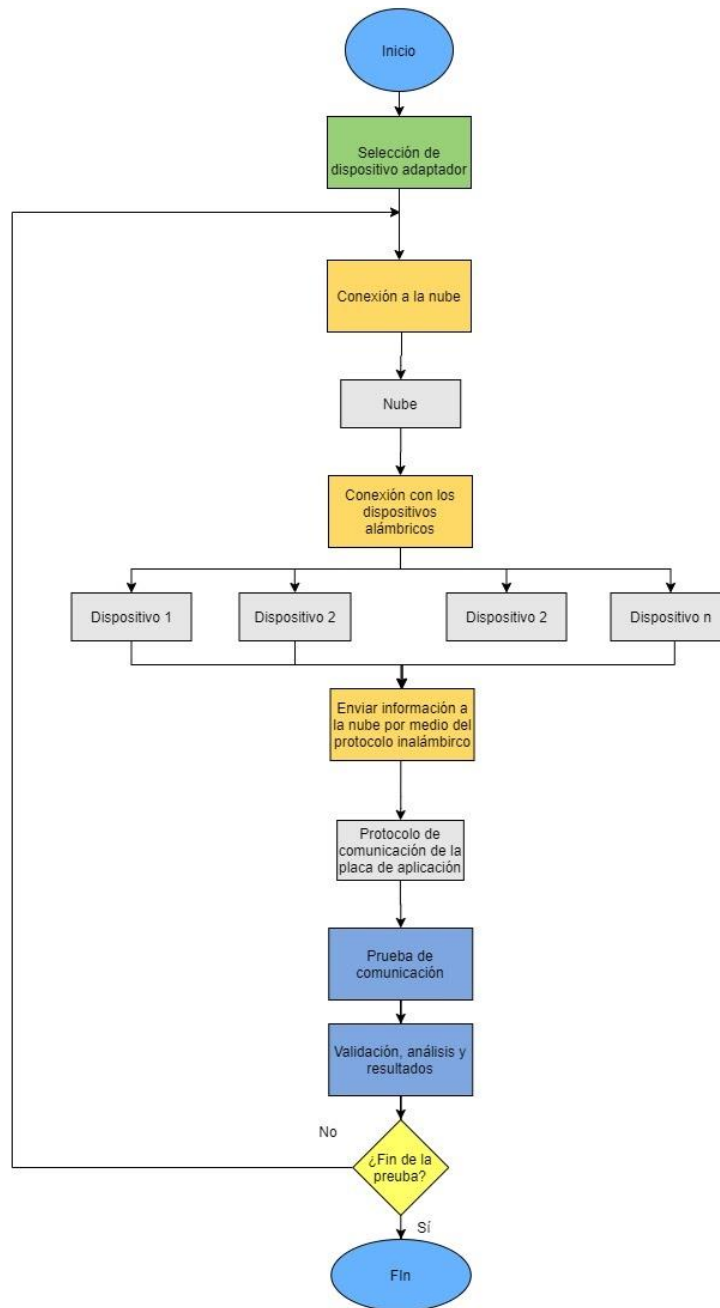 Inicio
Selección de
dispositivo adaptador
Conexión a la nube
Nube
Conexión con los
dispositivos
alámbricos
Dispositivo 1
Dispositivo 2
Dispositivo 2
Dispositivo n
Enviar información a
la nube por medio del
protocolo inalámbirco
Protocolo de
comunicación de la
placa de aplicación
Prueba de
comunicación
Validación, análisis y
resultados
No
¿Fin de la
preuba?
Sí
FIn